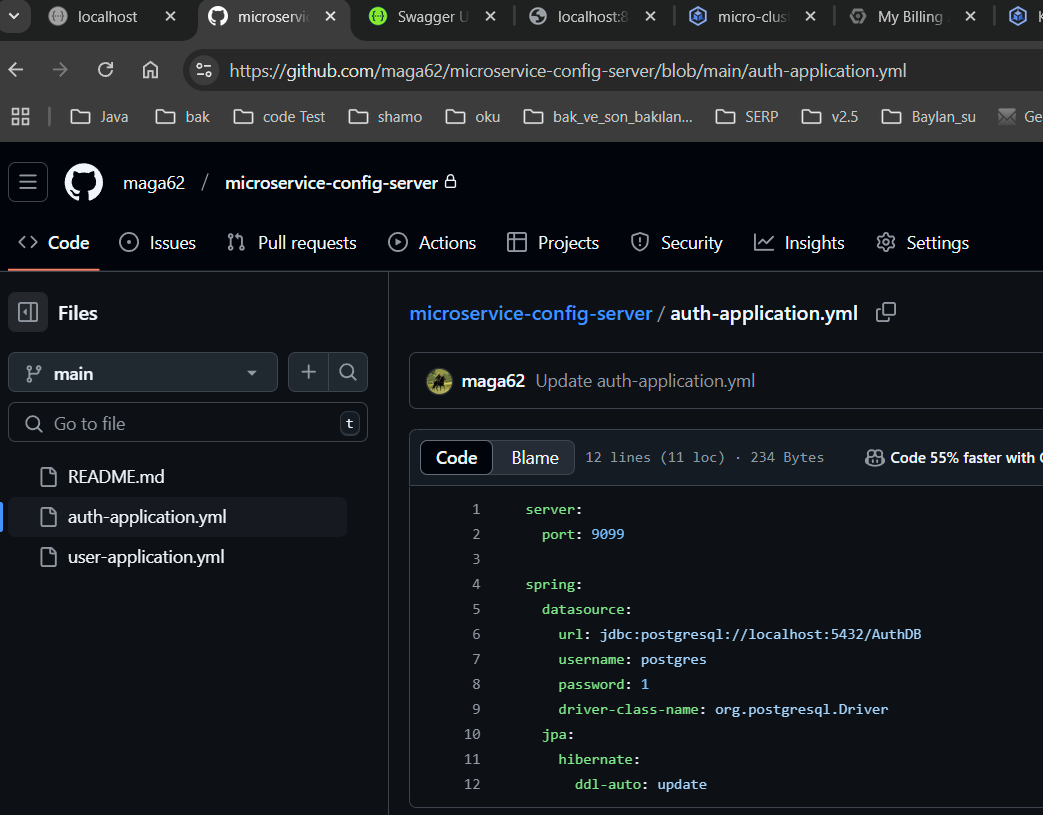 localhost microservi Swagger U localhost:8 micro-clus My Billing
https://github.com/maga62/microservice-config-server/blob/main/auth-application.yml
Java bak code Test shamo oku bak_ve_son_bakılan... SERP v2.5 Baylan_su Ge
maga62 / microservice-config-server
Code Issues Pull requests Actions Projects Security Insights Settings
Files
main
Go to file t
README.md
auth-application.yml
user-application.yml
microservice-config-server / auth-application.yml
maga62 Update auth-application.yml
Code Blame 12 lines (11 loc) · 234 Bytes Code 55% faster with
1 server:
2 port: 9099
3
4 spring:
5 datasource:
6 url: jdbc:postgresql://localhost:5432/AuthDB
7 username: postgres
8 password: 1
9 driver-class-name: org.postgresql.Driver
10 jpa:
11 hibernate:
12 ddl-auto: update